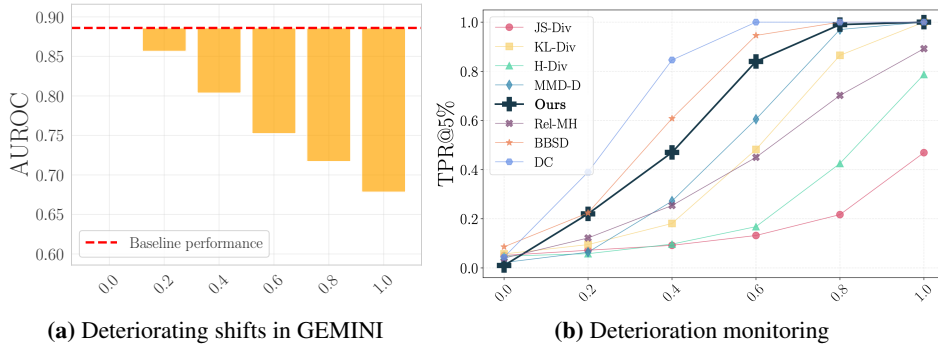 AUROC
0.90
0.85
0.80
0.75
0.70
0.65
0.60
Baseline performance
0.0
0.2
0.4
0.6
0.8
1.0
(a) Deteriorating shifts in GEMINI
TPR@5%
1.0
0.8
0.6
0.4
0.2
0.0
JS-Div
KL-Div
H-Div
MMD-D
Ours
Rel-MH
BBSD
DC
0.0
0.2
0.4
0.6
0.8
1.0
(b) Deterioration monitoring